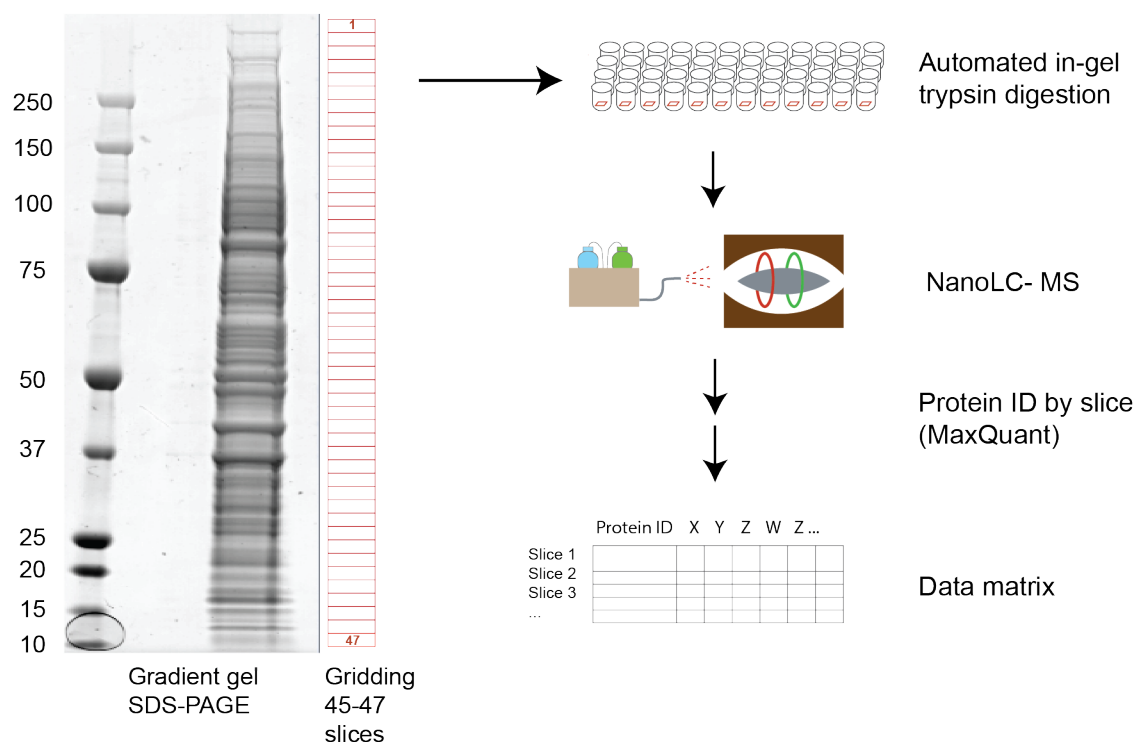 250
150
100
75
50
37
25
20
15
10
1
47
Gradient gel
SDS-PAGE
Gridding
45-47
slices
Automated in-gel
trypsin digestion
NanoLC- MS
Protein ID by slice
(MaxQuant)
Protein ID X Y Z W Z ...
Slice 1
Slice 2
Slice 3
...
Data matrix